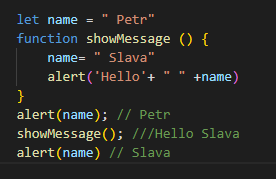 let name = " Petr"
function showMessage () {
    name= " Slava"
    alert('Hello'+ " " +name)
}
alert(name); // Petr
showMessage(); ///Hello Slava
alert(name) // Slava